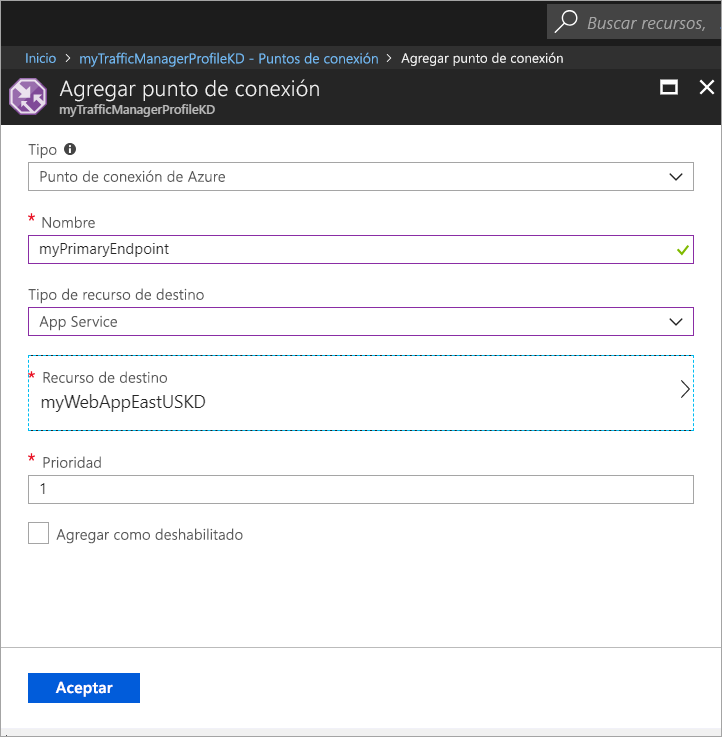 Buscar recursos,
Inicio > myTrafficManagerProfileKD - Puntos de conexión > Agregar punto de conexión
Agregar punto de conexión
myTrafficManagerProfileKD
Tipo
Punto de conexión de Azure
* Nombre
myPrimaryEndpoint
Tipo de recurso de destino
App Service
* Recurso de destino
myWebAppEastUSKD
* Prioridad
1
Agregar como deshabilitado
Aceptar